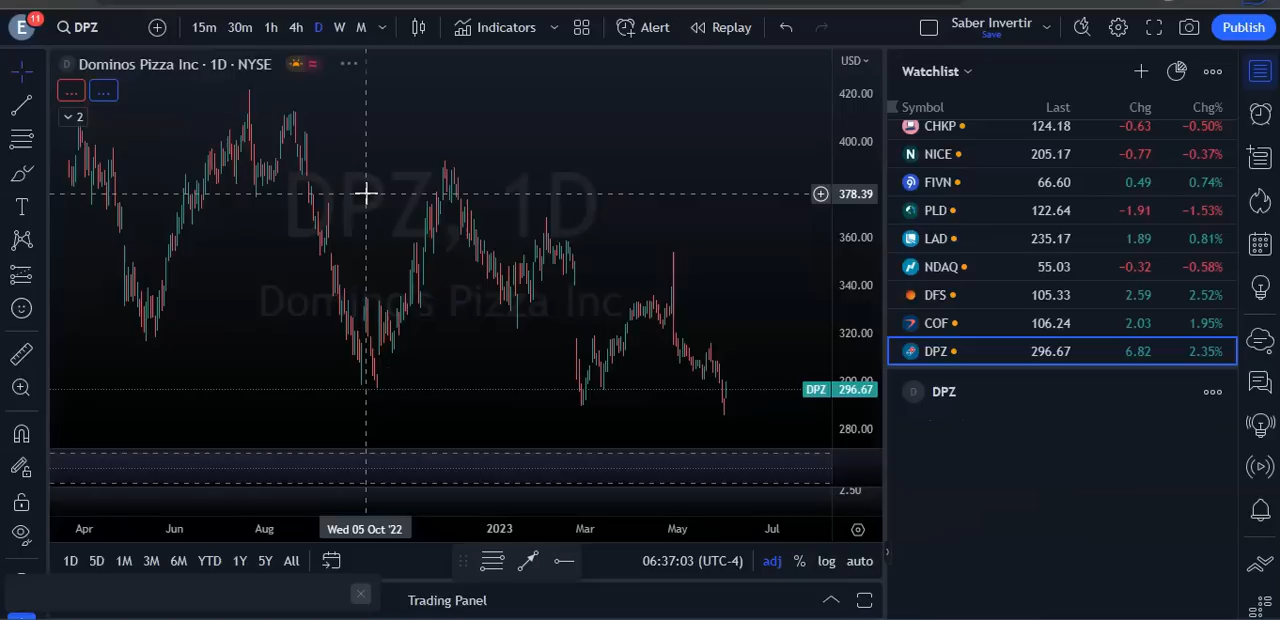 E 11 DPZ 15m 30m 1h 4h D W M Indicators Alert Replay Saber Invertir Save Publish
Dominos Pizza Inc · 1D · NYSE
... ...
2
DPZ, 1D
Dominos Pizza Inc
USD
420.00
400.00
378.39
360.00
340.00
320.00
300.00
DPZ 296.67
280.00
2.50
Apr Jun Aug Wed 05 Oct '22 2023 Mar May Jul
1D 5D 1M 3M 6M YTD 1Y 5Y All 06:37:03 (UTC-4) adj % log auto
Trading Panel
Watchlist
Symbol Last Chg Chg%
CHKP 124.18 −0.63 −0.50%
NICE 205.17 −0.77 −0.37%
FIVN 66.60 0.49 0.74%
PLD 122.64 −1.91 −1.53%
LAD 235.17 1.89 0.81%
NDAQ 55.03 −0.32 −0.58%
DFS 105.33 2.59 2.52%
COF 106.24 2.03 1.95%
DPZ 296.67 6.82 2.35%
D DPZ